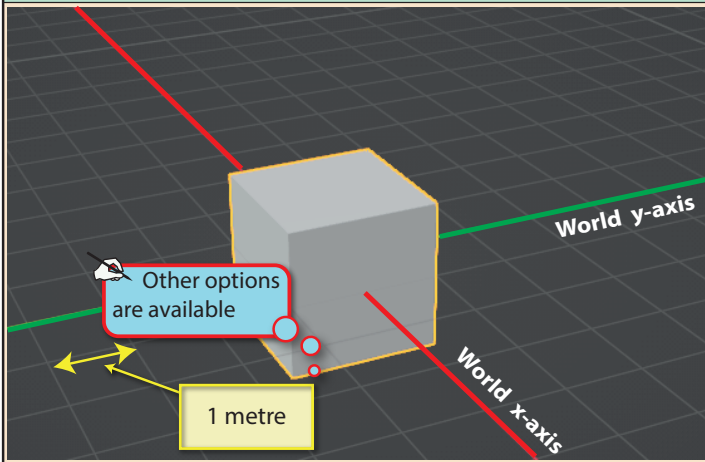 World y-axis
Other options
are available
World x-axis
1 metre